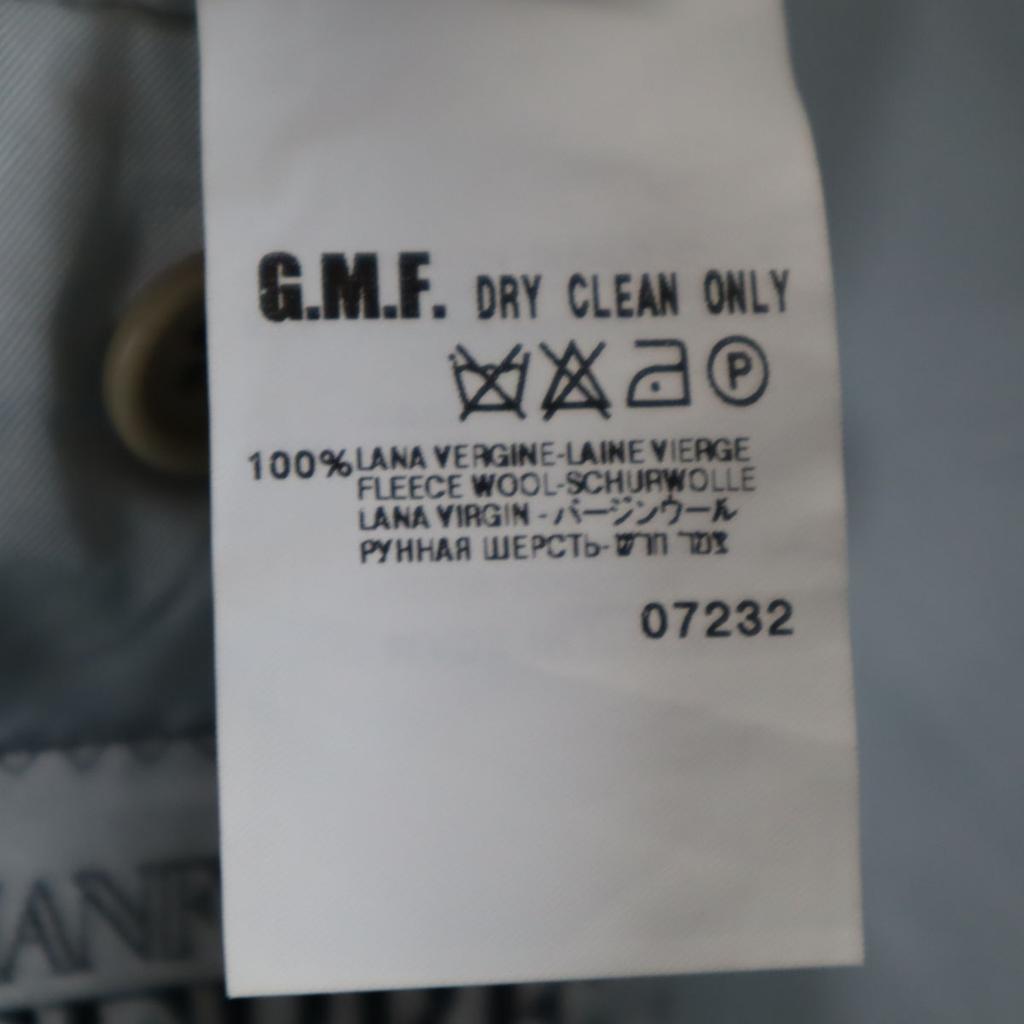 G.M.F. DRY CLEAN ONLY
P
100% LANA VERGINE-LAINE VIERGE
FLEECE WOOL-SCHURWOLLE
LANA VIRGIN - バージンウール
РУННАЯ ШЕРСТЬ-
07232